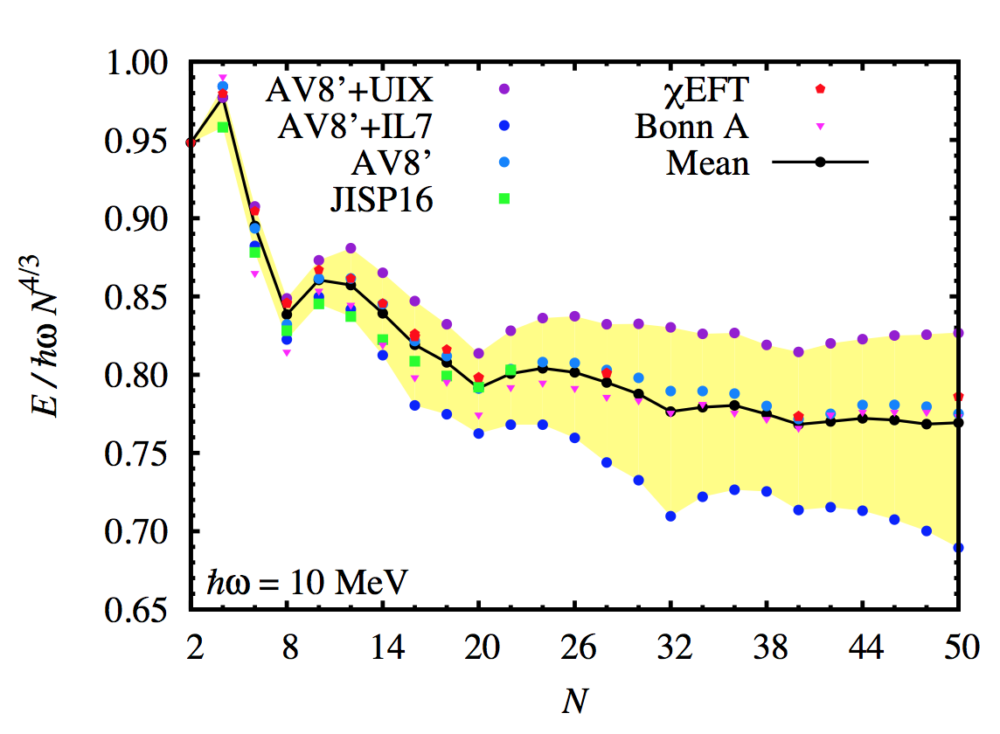 1.00
0.95
0.90
0.85
0.80
0.75
0.70
0.65
E / ħω N^4/3
AV8’+UIX
AV8’+IL7
AV8’
JISP16
χEFT
Bonn A
Mean
ħω = 10 MeV
2 8 14 20 26 32 38 44 50
N